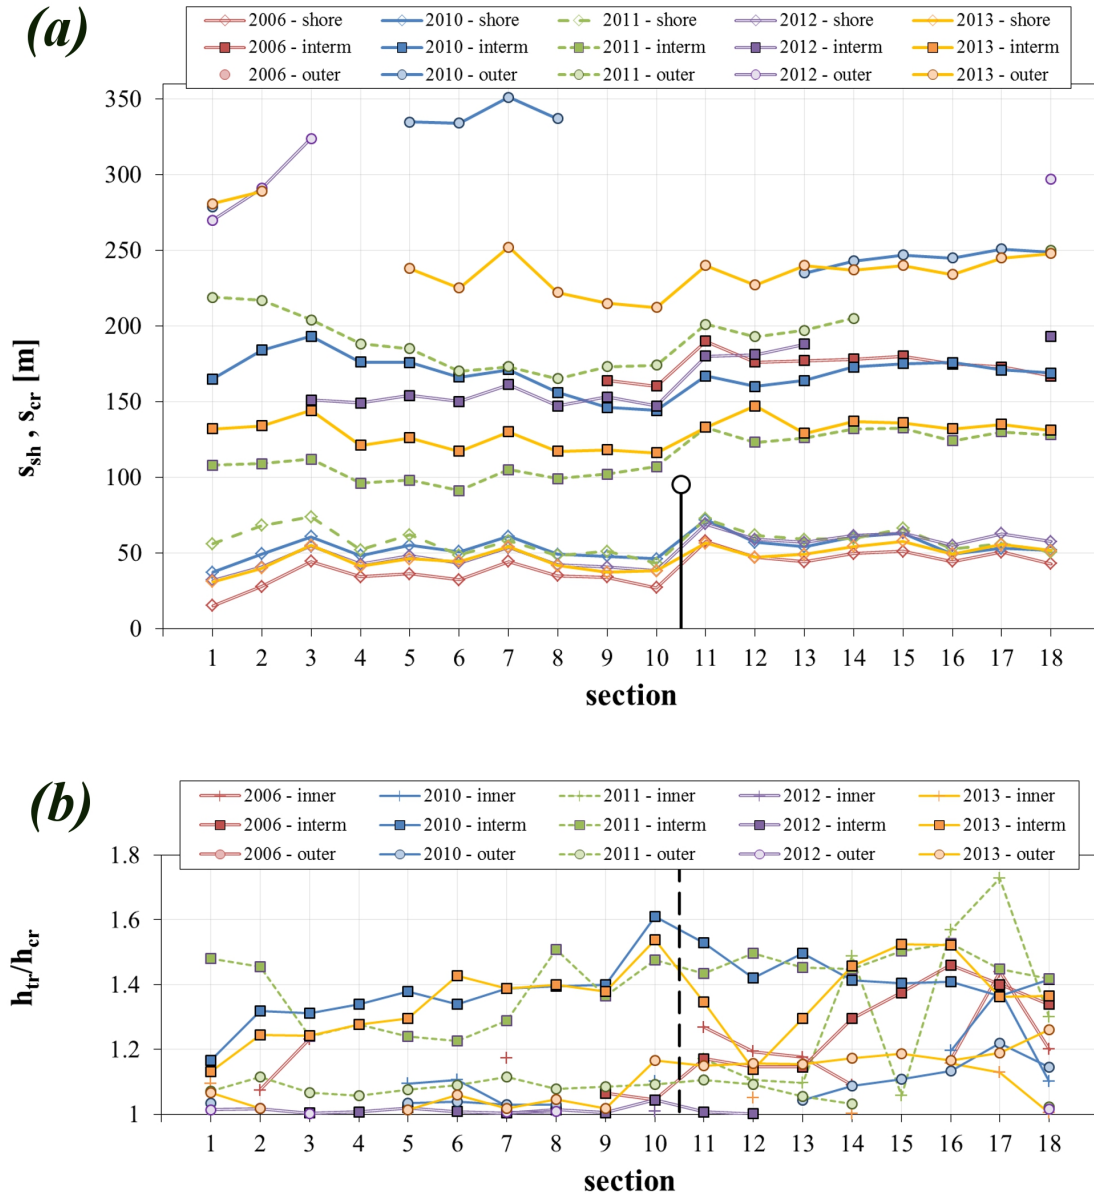 (a)
2006 - shore 2010 - shore 2011 - shore 2012 - shore 2013 - shore
2006 - interm 2010 - interm 2011 - interm 2012 - interm 2013 - interm
2006 - outer 2010 - outer 2011 - outer 2012 - outer 2013 - outer
350
300
250
200
150
100
50
0
s_sh , s_cr [m]
1 2 3 4 5 6 7 8 9 10 11 12 13 14 15 16 17 18
section
(b)
2006 - inner 2010 - inner 2011 - inner 2012 - inner 2013 - inner
2006 - interm 2010 - interm 2011 - interm 2012 - interm 2013 - interm
2006 - outer 2010 - outer 2011 - outer 2012 - outer 2013 - outer
1.8
1.6
1.4
1.2
1
h_tr/h_cr
1 2 3 4 5 6 7 8 9 10 11 12 13 14 15 16 17 18
section